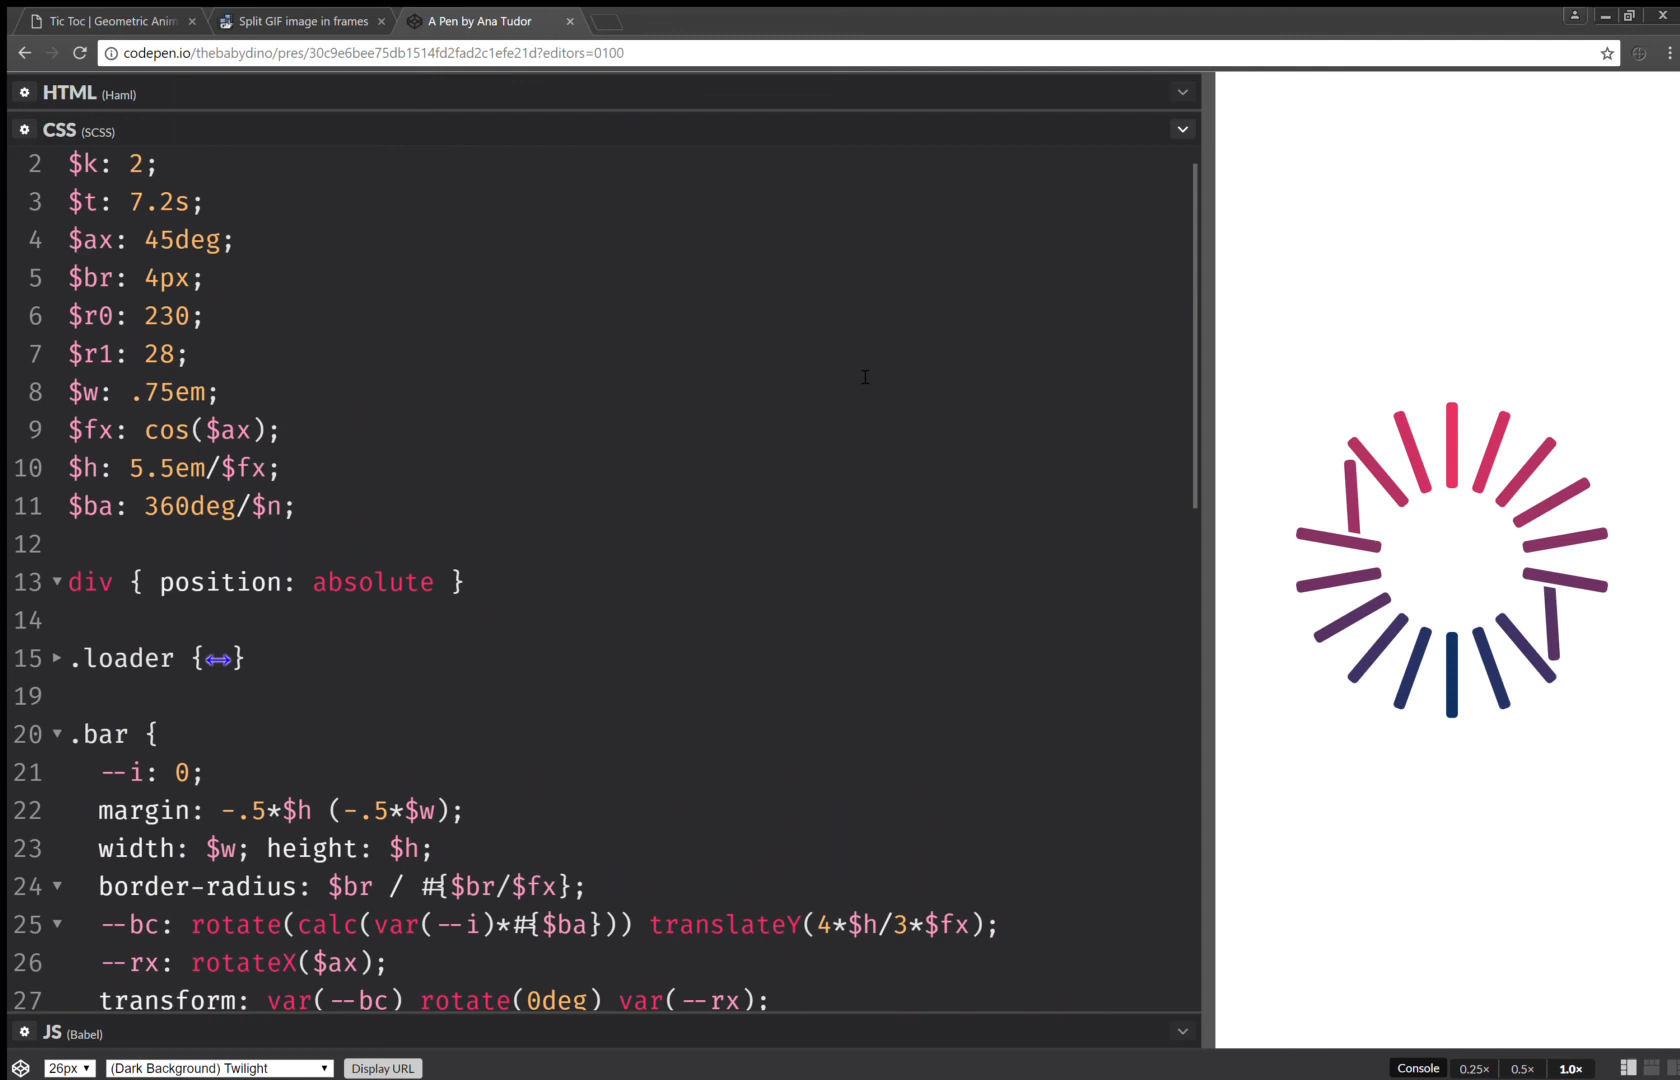 Tic Toc | Geometric Anim
Split GIF image in frames
A Pen by Ana Tudor
codepen.io/thebabydino/pres/30c9e6bee75db1514fd2fad2c1efe21d?editors=0100
HTML (Haml)
CSS (SCSS)
2 $k: 2;
3 $t: 7.2s;
4 $ax: 45deg;
5 $br: 4px;
6 $r0: 230;
7 $r1: 28;
8 $w: .75em;
9 $fx: cos($ax);
10 $h: 5.5em/$fx;
11 $ba: 360deg/$n;
12
13 div { position: absolute }
14
15 .loader {↔}
19
20 .bar {
21 --i: 0;
22 margin: -.5*$h (-.5*$w);
23 width: $w; height: $h;
24 border-radius: $br / #{$br/$fx};
25 --bc: rotate(calc(var(--i)*#{$ba})) translateY(4*$h/3*$fx);
26 --rx: rotateX($ax);
27 transform: var(--bc) rotate(0deg) var(--rx);
JS (Babel)
26px
(Dark Background) Twilight
Display URL
Console
0.25×
0.5×
1.0×